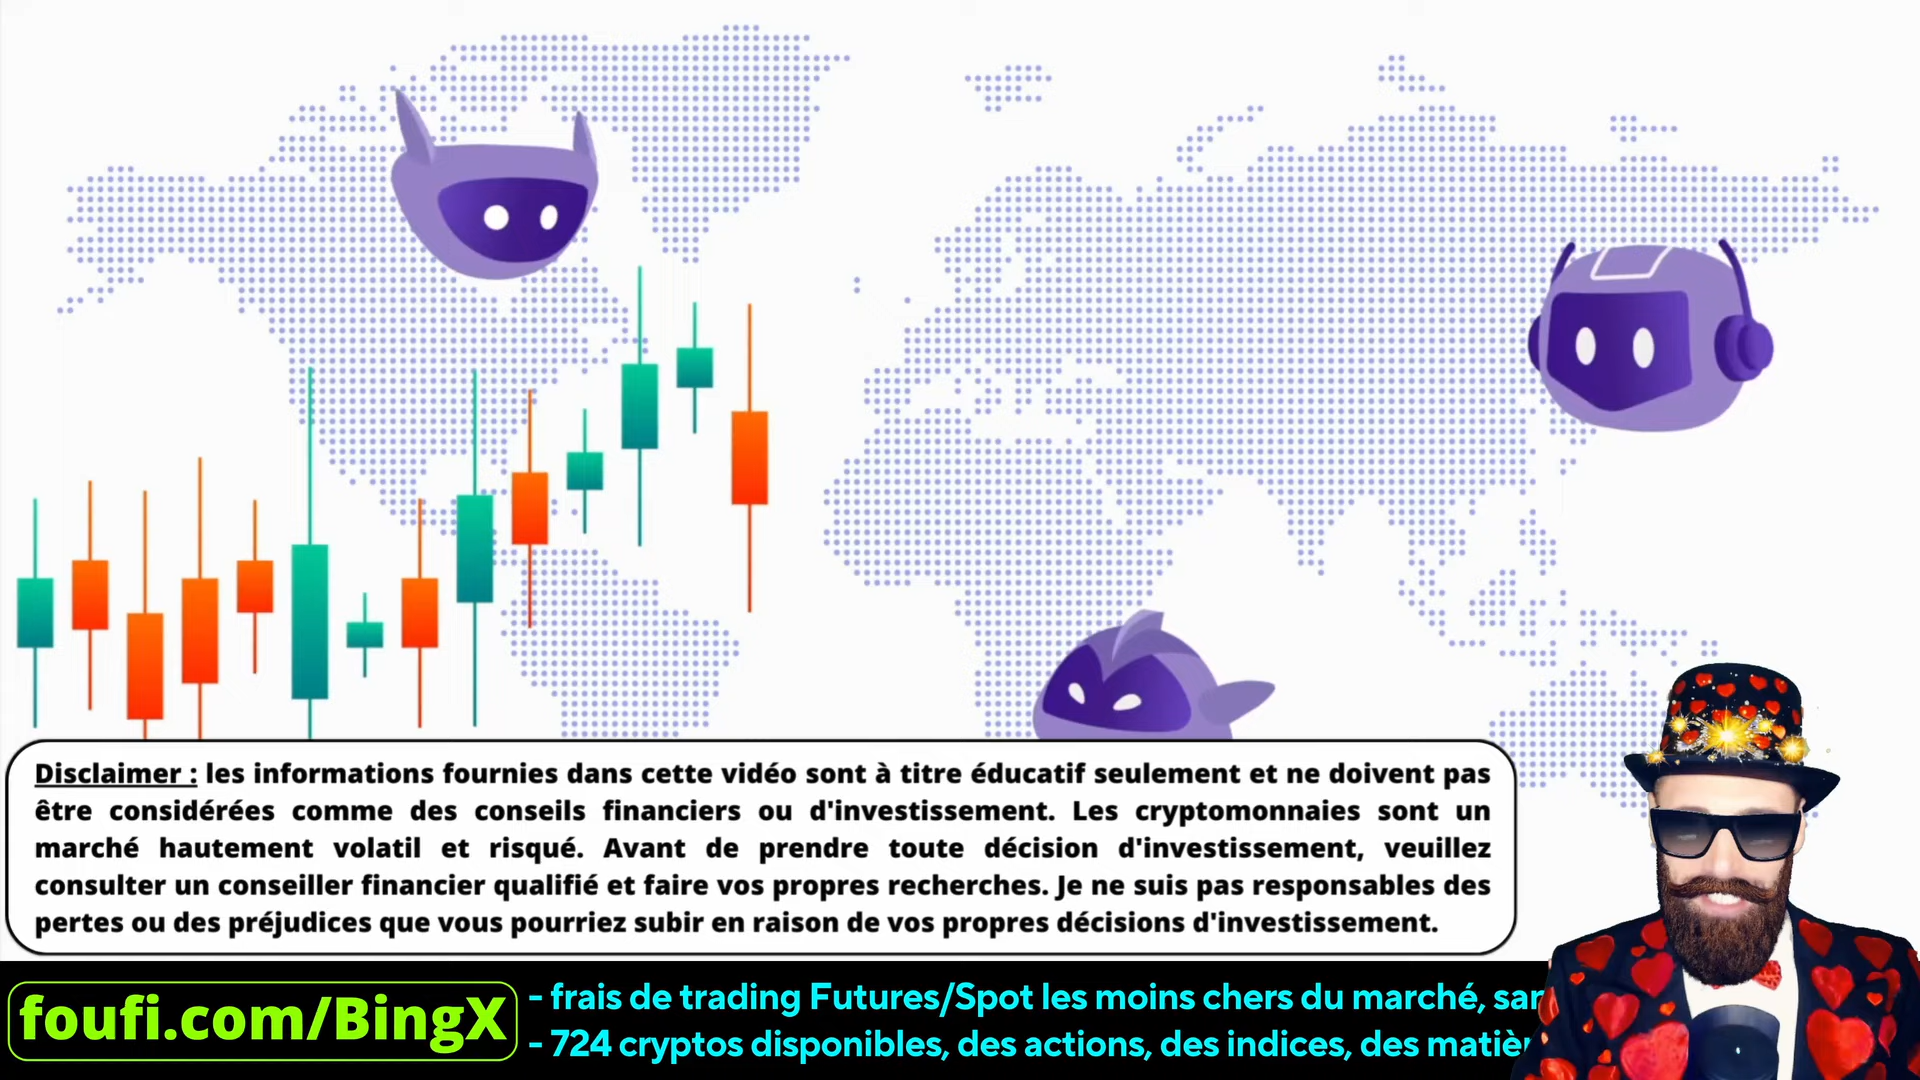 Disclaimer : les informations fournies dans cette vidéo sont à titre éducatif seulement et ne doivent pas
être considérées comme des conseils financiers ou d'investissement. Les cryptomonnaies sont un
marché hautement volatil et risqué. Avant de prendre toute décision d'investissement, veuillez
consulter un conseiller financier qualifié et faire vos propres recherches. Je ne suis pas responsables des
pertes ou des préjudices que vous pourriez subir en raison de vos propres décisions d'investissement.
foufi.com/BingX
- frais de trading Futures/Spot les moins chers du marché,
- 724 cryptos disponibles, des actions, des indices, des